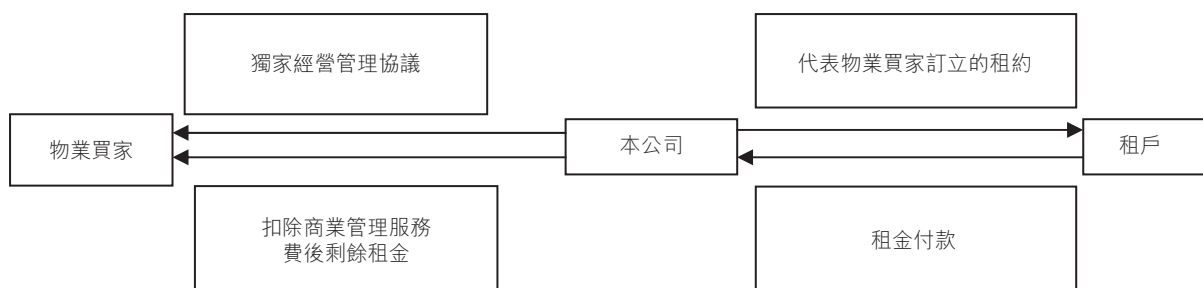 獨家經營管理協議
代表物業買家訂立的租約
物業買家
本公司
租戶
扣除商業管理服務
費後剩餘租金
租金付款